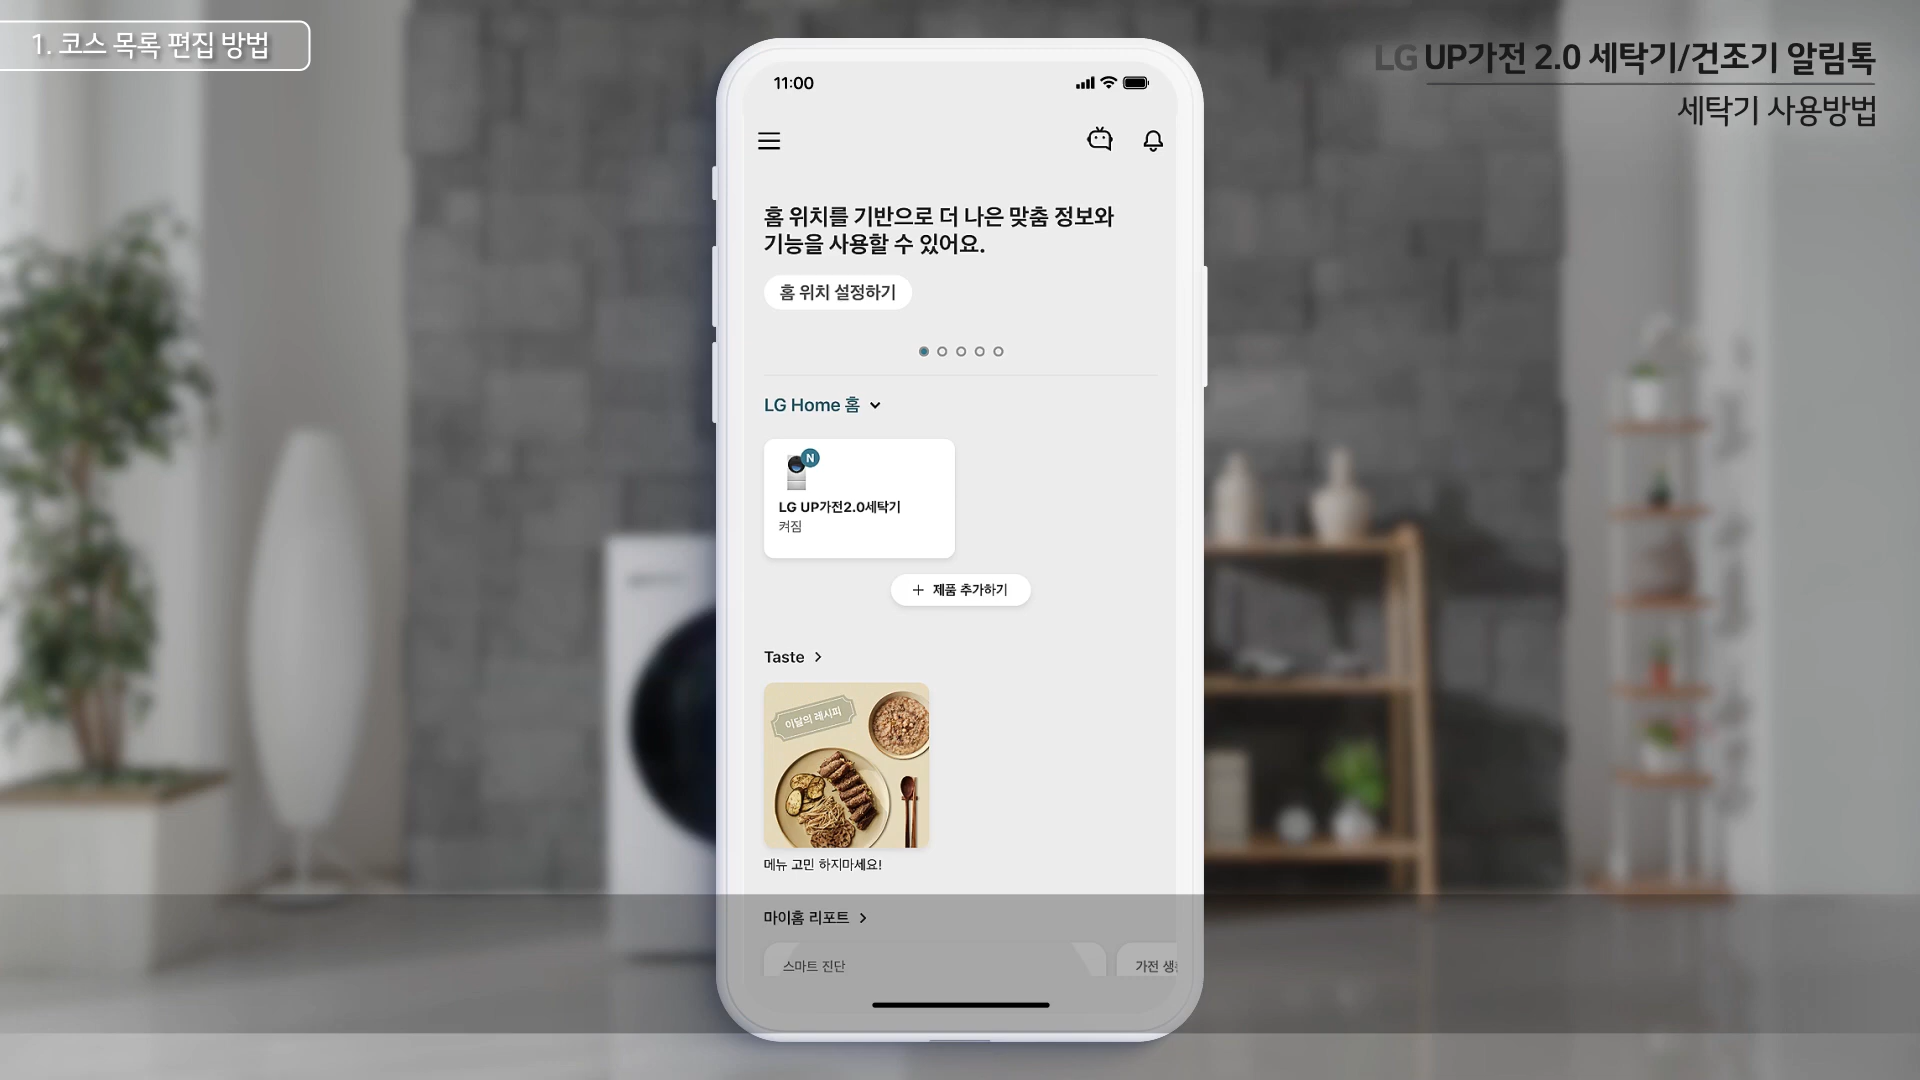 1. 코스 목록 편집 방법
LG UP가전 2.0 세탁기/건조기 알림톡
세탁기 사용방법
11:00
홈 위치를 기반으로 더 나은 맞춤 정보와
기능을 사용할 수 있어요.
홈 위치 설정하기
LG Home 홈
N
LG UP가전2.0세탁기
켜짐
+ 제품 추가하기
Taste >
이달의 레시피
메뉴 고민 하지마세요!
마이홈 리포트 >
스마트 진단
가전 생